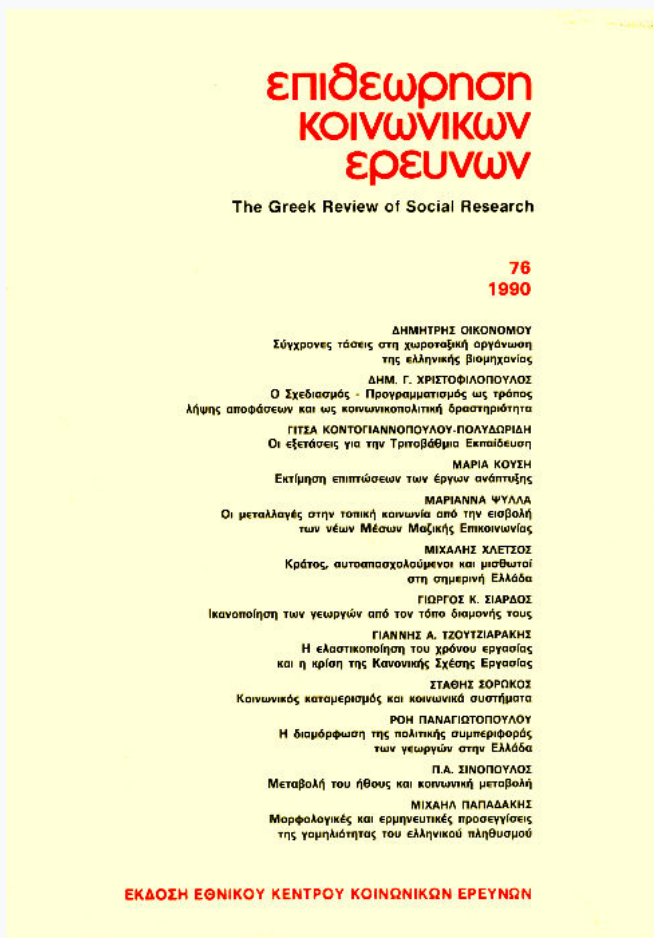 επιθεωρηση
κοινωνικων
ερευνων
The Greek Review of Social Research
76
1990
ΔΗΜΗΤΡΗΣ ΟΙΚΟΝΟΜΟΥ
Σύγχρονες τάσεις στη χωροταξική οργάνωση
της ελληνικής βιομηχανίας
ΔΗΜ. Γ. ΧΡΙΣΤΟΦΙΛΟΠΟΥΛΟΣ
Ο Σχεδιασμός - Προγραμματισμός ως τρόπος
λήψης αποφάσεων και ως κοινωνικοπολιτική δραστηριότητα
ΓΙΤΣΑ ΚΟΝΤΟΓΙΑΝΝΟΠΟΥΛΟΥ-ΠΟΛΥΔΩΡΙΔΗ
Οι εξετάσεις για την Τριτοβάθμια Εκπαίδευση
ΜΑΡΙΑ ΚΟΥΣΗ
Εκτίμηση επιπτώσεων των έργων ανάπτυξης
ΜΑΡΙΑΝΝΑ ΨΥΛΛΑ
Οι μεταλλαγές στην τοπική κοινωνία από την εισβολή
των νέων Μέσων Μαζικής Επικοινωνίας
ΜΙΧΑΛΗΣ ΧΛΕΤΣΟΣ
Κράτος, αυτοαπασχολούμενοι και μισθωτοί
στη σημερινή Ελλάδα
ΓΙΩΡΓΟΣ Κ. ΣΙΑΡΔΟΣ
Ικανοποίηση των γεωργών από τον τόπο διαμονής τους
ΓΙΑΝΝΗΣ Α. ΤΖΟΥΤΖΙΑΡΑΚΗΣ
Η ελαστικοποίηση του χρόνου εργασίας
και η κρίση της Κανονικής Σχέσης Εργασίας
ΣΤΑΘΗΣ ΣΟΡΩΚΟΣ
Κοινωνικός καταμερισμός και κοινωνικά συστήματα
ΡΟΗ ΠΑΝΑΓΙΩΤΟΠΟΥΛΟΥ
Η διαμόρφωση της πολιτικής συμπεριφοράς
των γεωργών στην Ελλάδα
Π.Α. ΣΙΝΟΠΟΥΛΟΣ
Μεταβολή του ήθους και κοινωνική μεταβολή
ΜΙΧΑΗΛ ΠΑΠΑΔΑΚΗΣ
Μορφολογικές και ερμηνευτικές προσεγγίσεις
της γαμηλιότητας του ελληνικού πληθυσμού
ΕΚΔΟΣΗ ΕΘΝΙΚΟΥ ΚΕΝΤΡΟΥ ΚΟΙΝΩΝΙΚΩΝ ΕΡΕΥΝΩΝ